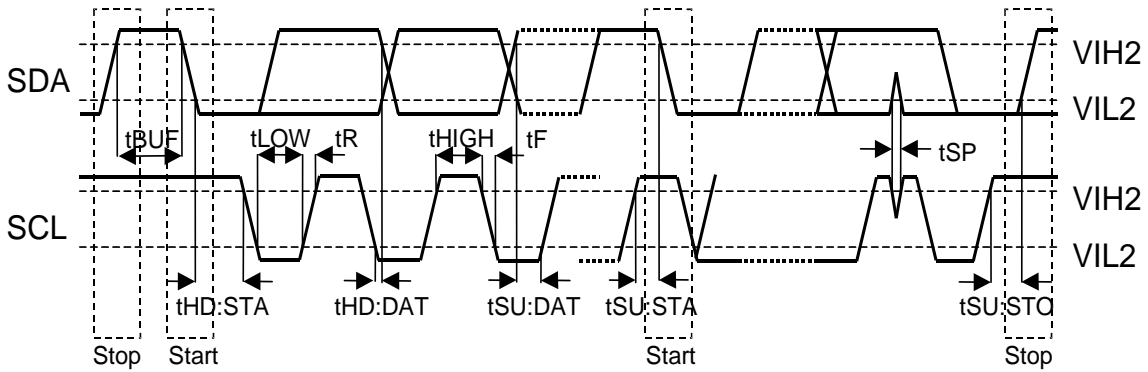 VIH2
SDA
VIL2
tBUF tLOW tR tHIGH tF
tSP
VIH2
SCL
VIL2
tHD:STA tHD:DAT tSU:DAT tSU:STA tSU:STO
Stop Start Start Stop